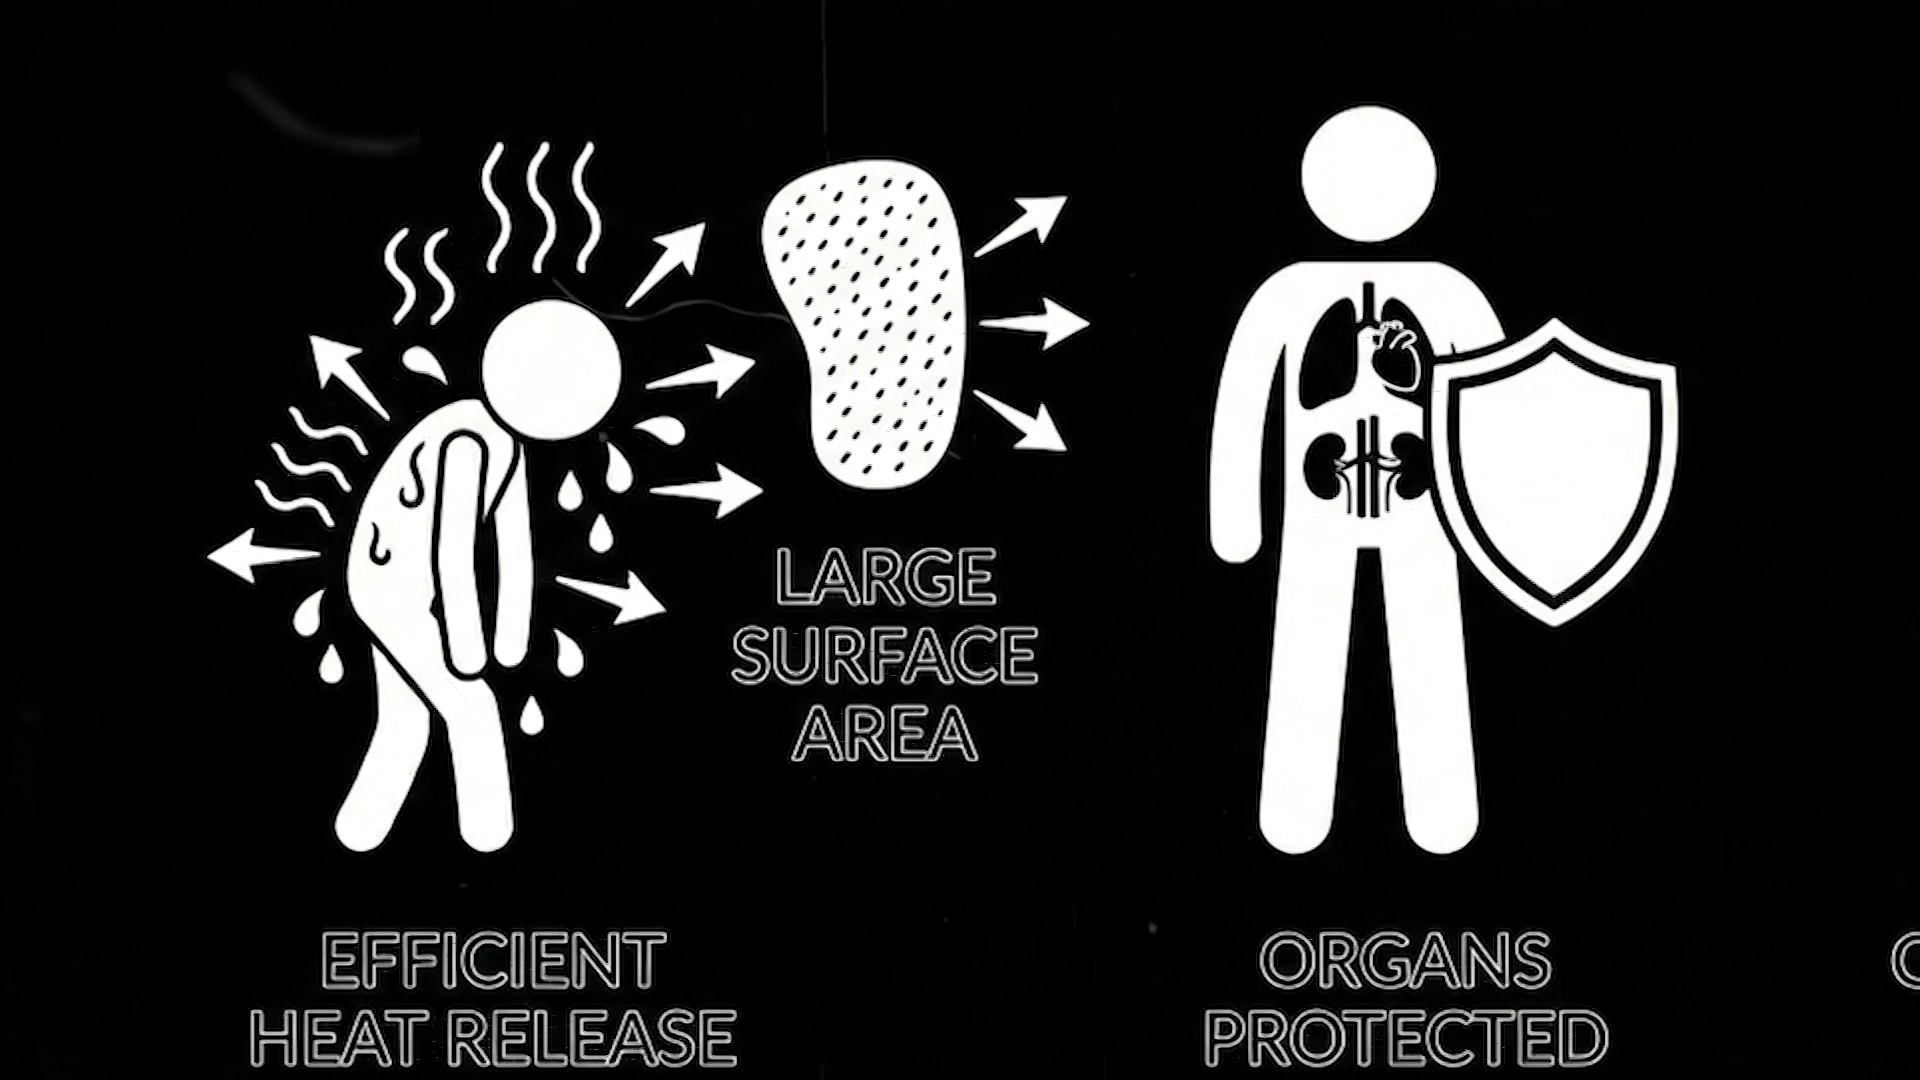 LARGE
SURFACE
AREA
EFFICIENT
HEAT RELEASE
ORGANS
PROTECTED